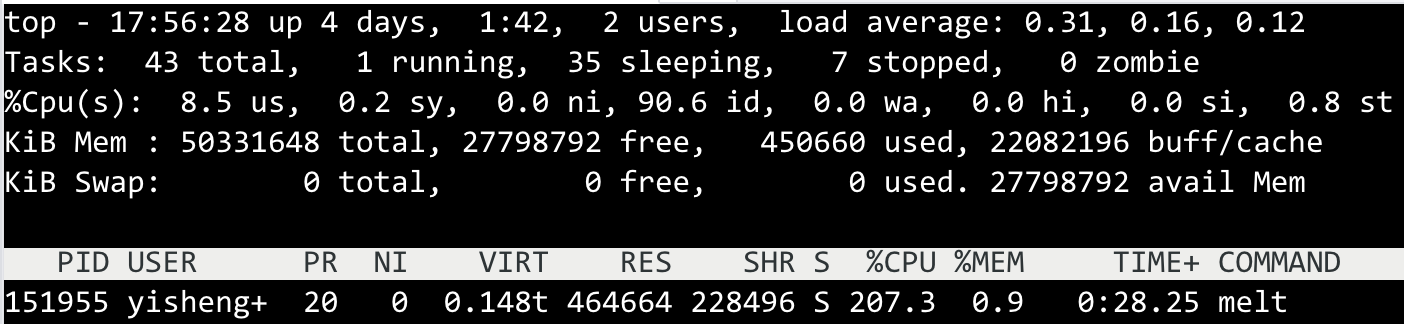 top - 17:56:28 up 4 days,  1:42,  2 users,  load average: 0.31, 0.16, 0.12
Tasks:  43 total,   1 running,  35 sleeping,   7 stopped,   0 zombie
%Cpu(s):  8.5 us,  0.2 sy,  0.0 ni, 90.6 id,  0.0 wa,  0.0 hi,  0.0 si,  0.8 st
KiB Mem : 50331648 total, 27798792 free,   450660 used, 22082196 buff/cache
KiB Swap:        0 total,        0 free,        0 used. 27798792 avail Mem
   PID USER      PR  NI    VIRT    RES    SHR S  %CPU %MEM     TIME+ COMMAND
151955 yisheng+  20   0  0.148t 464664 228496 S 207.3  0.9   0:28.25 melt